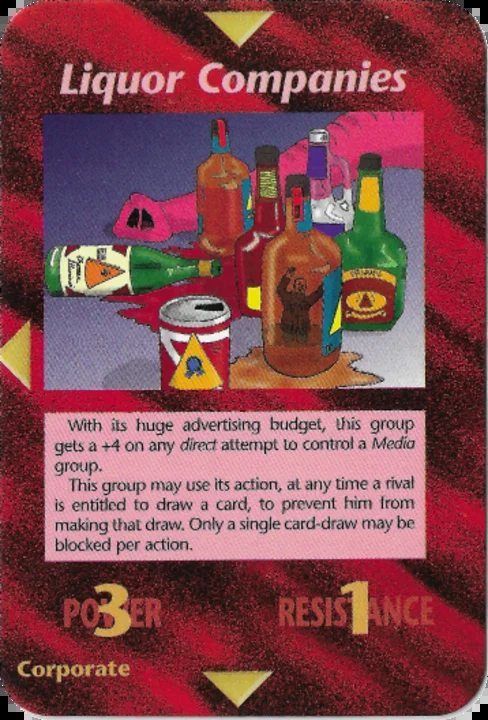 Liquor Companies
With its huge advertising budget, this group
gets a +4 on any direct attempt to control a Media
group.
This group may use its action, at any time a rival
is entitled to draw a card, to prevent him from
making that draw. Only a single card-draw may be
blocked per action.
POWER 3 RESISTANCE 1
Corporate